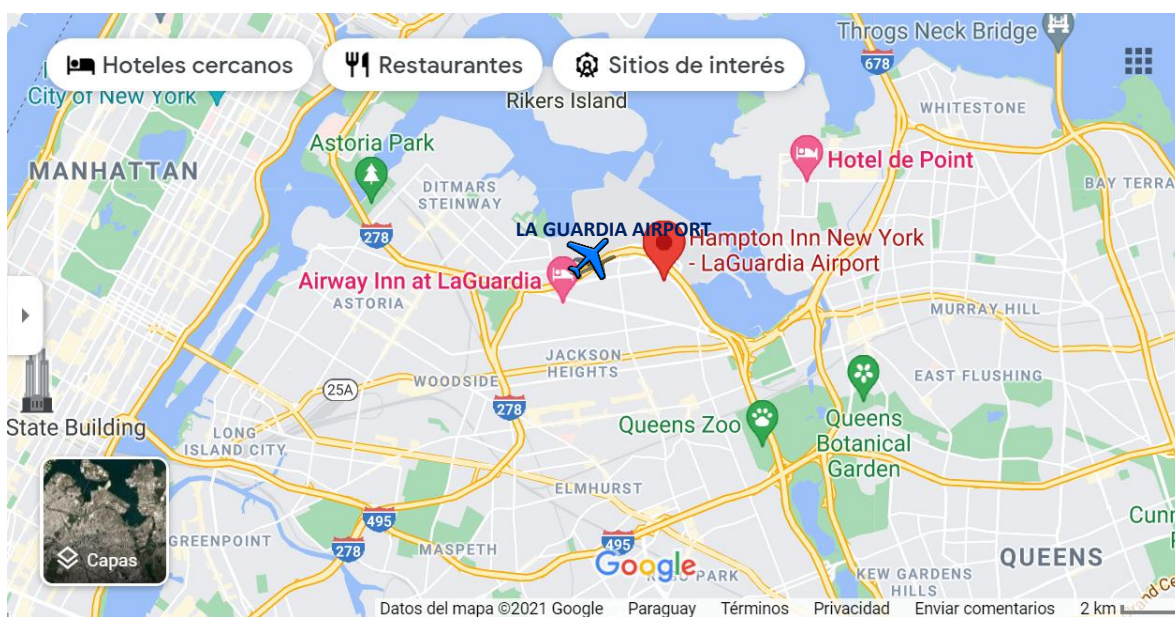 Throgs Neck Bridge
Hoteles cercanos
Restaurantes
Sitios de interés
678
City of New York
Rikers Island
WHITESTONE
Astoria Park
MANHATTAN
Hotel de Point
DITMARS
STEINWAY
BAY TERRA
278
LA GUARDIA AIRPORT
Hampton Inn New York
- LaGuardia Airport
Airway Inn at LaGuardia
ASTORIA
MURRAY HILL
JACKSON
HEIGHTS
WOODSIDE
25A
EAST FLUSHING
278
State Building
Queens Zoo
Queens
Botanical
Garden
LONG
ISLAND CITY
ELMHURST
495
Cunn
GREENPOINT
278
MASPETH
495
Capas
QUEENS
Google
PARK
KEW GARDENS
HILLS
Datos del mapa ©2021 Google
Paraguay
Términos
Privacidad
Enviar comentarios
2 km